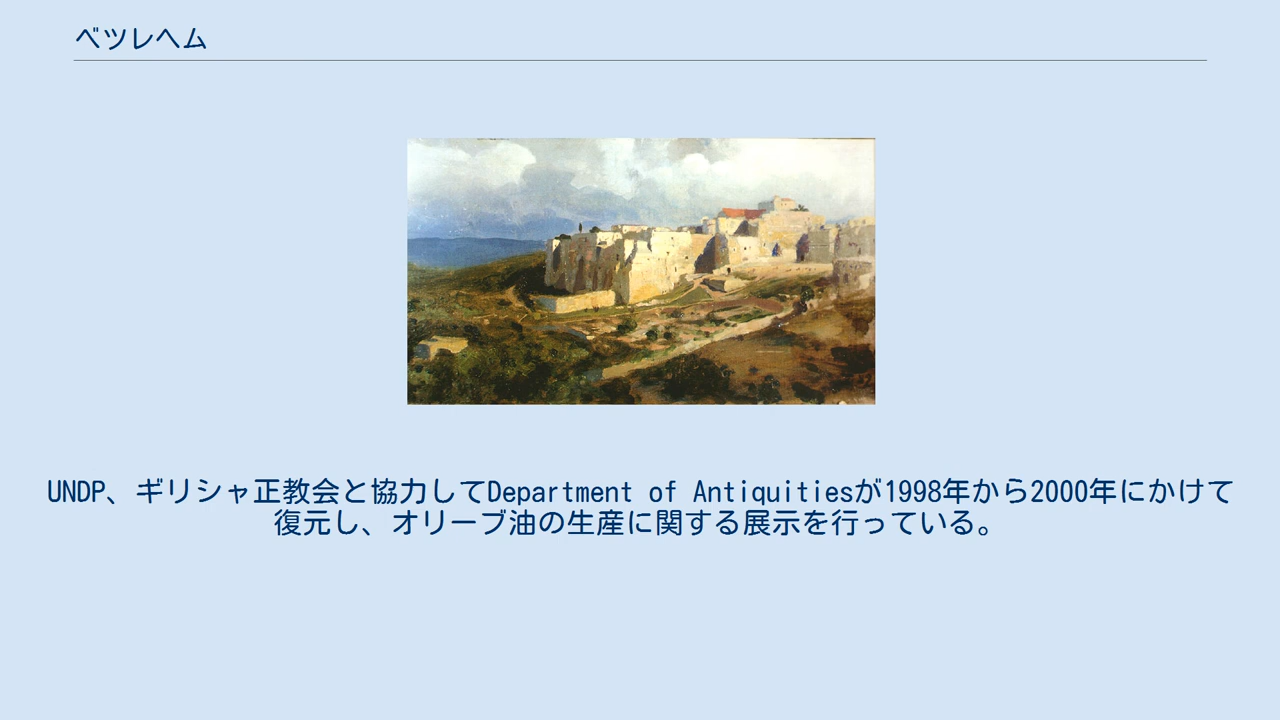 ベツレヘム
UNDP、ギリシャ正教会と協力してDepartment of Antiquitiesが1998年から2000年にかけて
復元し、オリーブ油の生産に関する展示を行っている。